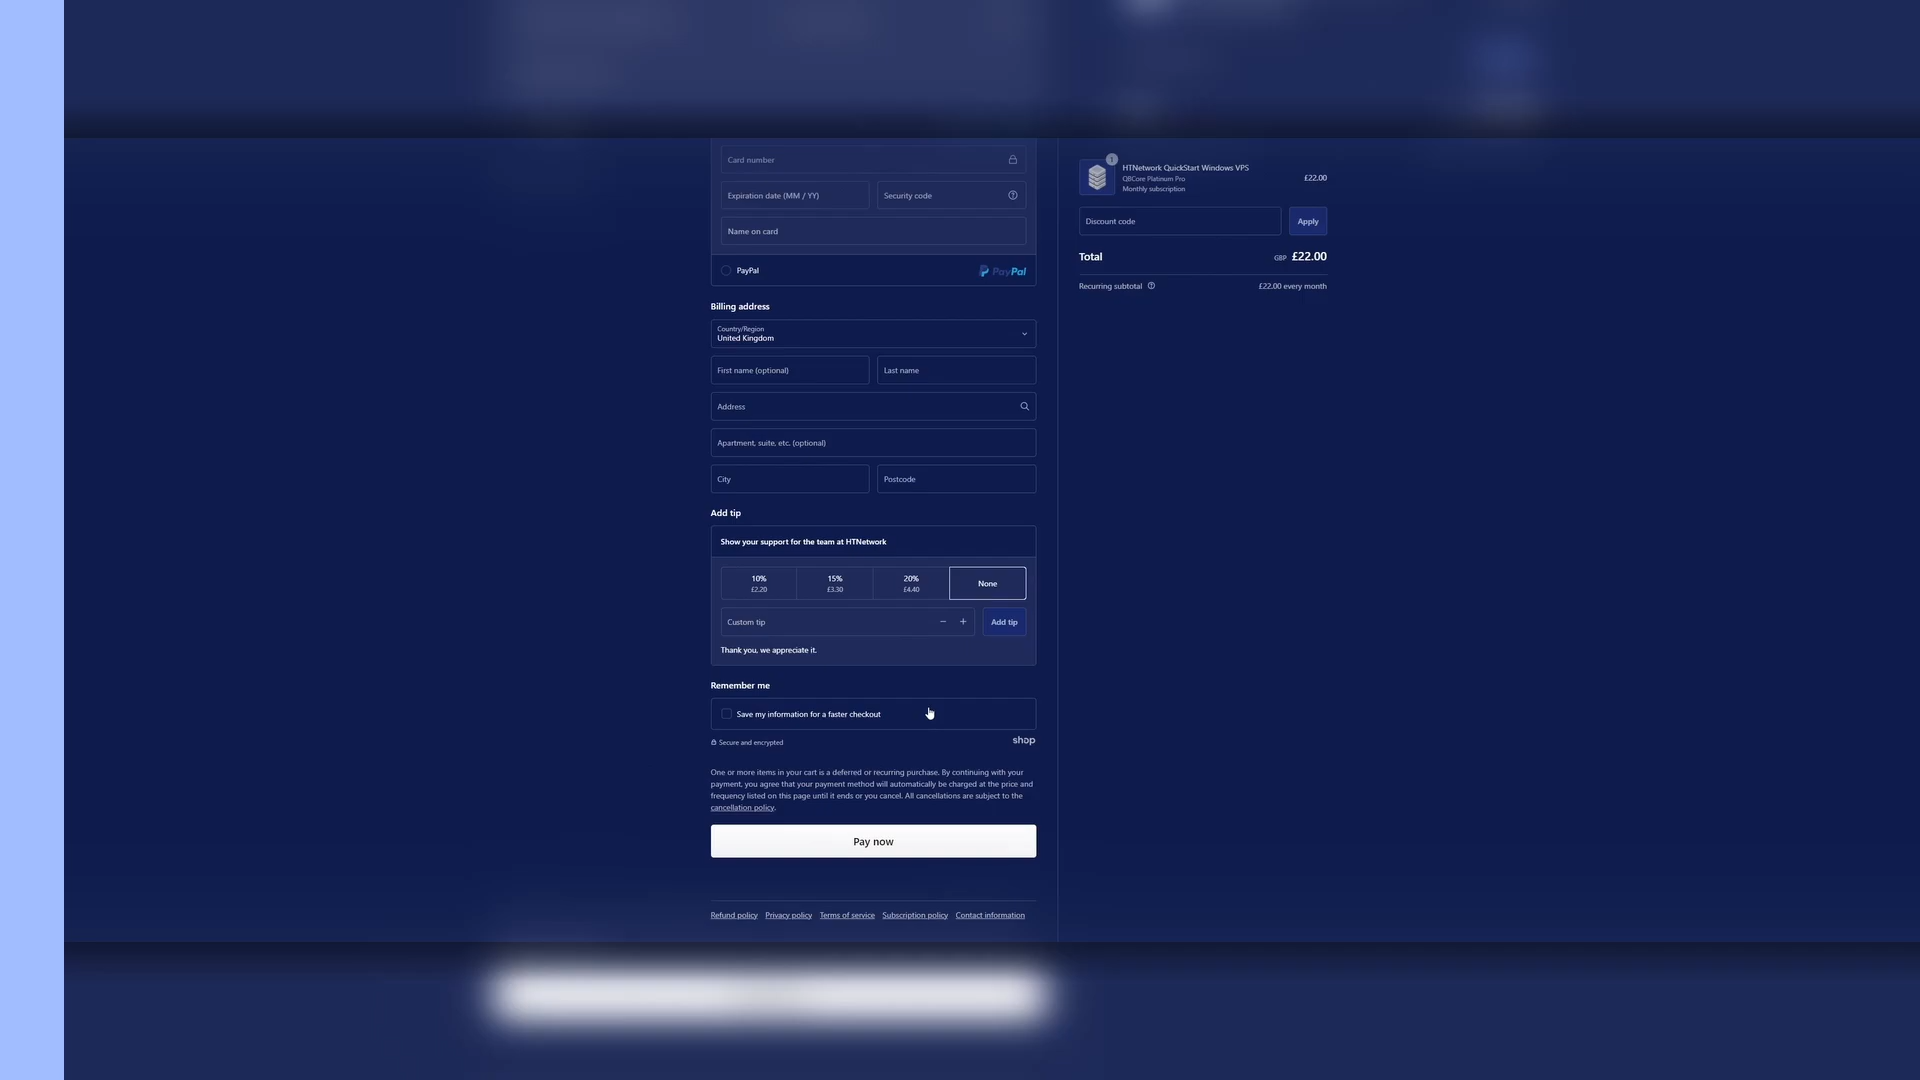 Card number
Expiration date (MM / YY)
Security code
Name on card
PayPal
PayPal
Billing address
Country/Region
United Kingdom
First name (optional)
Last name
Address
Apartment, suite, etc. (optional)
City
Postcode
Add tip
Show your support for the team at HTNetwork
10%
£2.20
15%
£3.30
20%
£4.40
None
Custom tip
Add tip
Thank you, we appreciate it.
Remember me
Save my information for a faster checkout
Secure and encrypted
shop
One or more items in your cart is a deferred or recurring purchase. By continuing with your
payment, you agree that your payment method will automatically be charged at the price and
frequency listed on this page until it ends or you cancel. All cancellations are subject to the
cancellation policy.
Pay now
Refund policy Privacy policy Terms of service Subscription policy Contact information
1
HTNetwork QuickStart Windows VPS
QBCore Platinum Pro
Monthly subscription
£22.00
Discount code
Apply
Total
GBP £22.00
Recurring subtotal
£22.00 every month